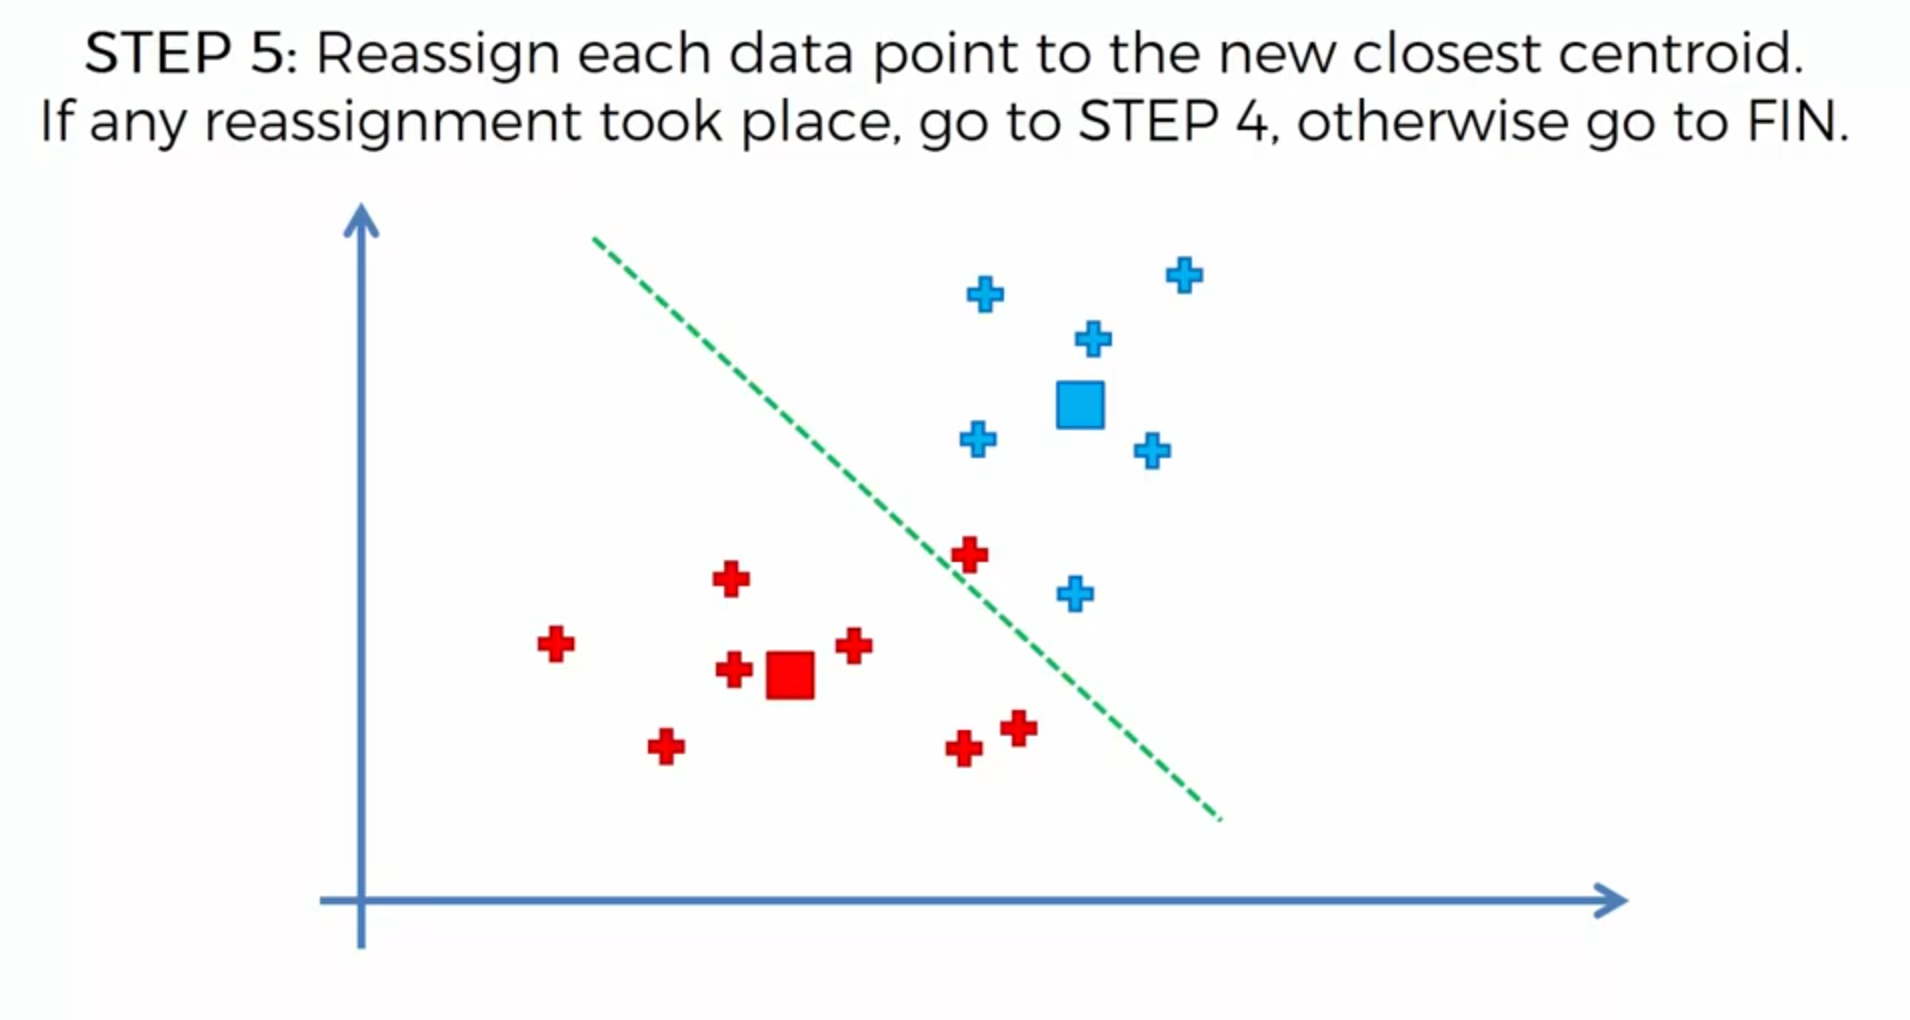 STEP 5: Reassign each data point to the new closest centroid.
If any reassignment took place, go to STEP 4, otherwise go to FIN.